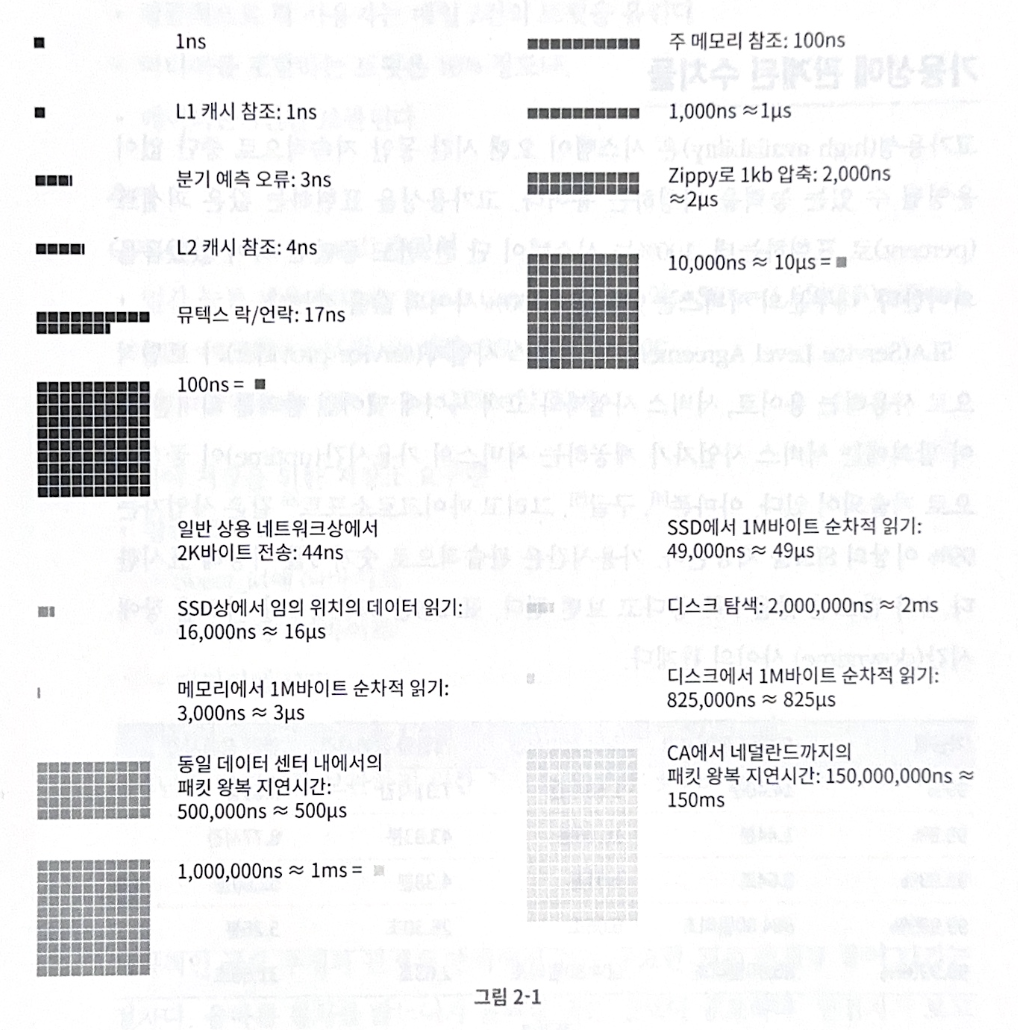 1ns
L1 캐시 참조: 1ns
분기 예측 오류: 3ns
L2 캐시 참조: 4ns
뮤텍스 락/언락: 17ns
100ns =
주 메모리 참조: 100ns
1,000ns ≈1μs
Zippy로 1kb 압축: 2,000ns
≈2μs
10,000ns ≈ 10μs =
일반 상용 네트워크상에서
2K바이트 전송: 44ns
SSD상에서 임의 위치의 데이터 읽기:
16,000ns ≈ 16μs
메모리에서 1M바이트 순차적 읽기:
3,000ns ≈ 3μs
동일 데이터 센터 내에서의
패킷 왕복 지연시간:
500,000ns ≈ 500μs
1,000,000ns ≈ 1ms =
SSD에서 1M바이트 순차적 읽기:
49,000ns ≈ 49μs
디스크 탐색: 2,000,000ns ≈ 2ms
디스크에서 1M바이트 순차적 읽기:
825,000ns ≈ 825μs
CA에서 네덜란드까지의
패킷 왕복 지연시간: 150,000,000ns ≈
150ms
그림 2-1